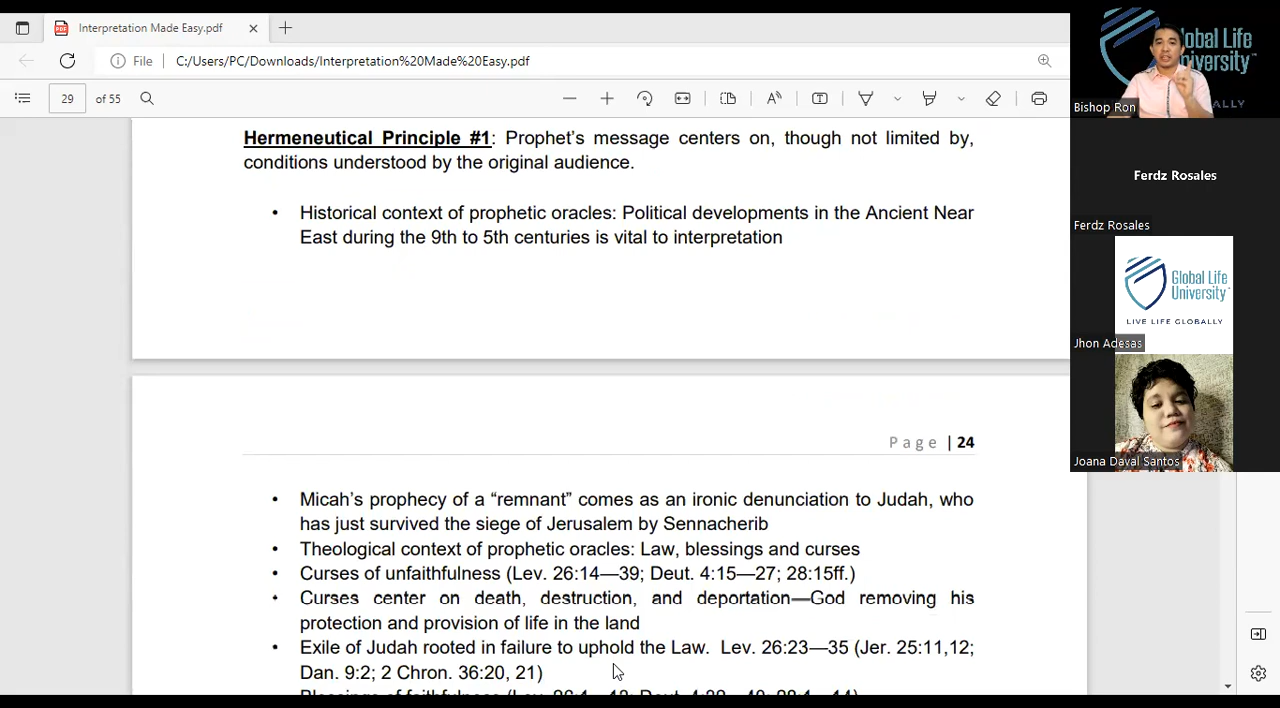 Interpretation Made Easy.pdf
File
C:/Users/PC/Downloads/Interpretation%20Made%20Easy.pdf
29
of 55
Hermeneutical Principle #1: Prophet's message centers on, though not limited by,
conditions understood by the original audience.
• Historical context of prophetic oracles: Political developments in the Ancient Near
East during the 9th to 5th centuries is vital to interpretation
Page | 24
• Micah's prophecy of a “remnant” comes as an ironic denunciation to Judah, who
has just survived the siege of Jerusalem by Sennacherib
• Theological context of prophetic oracles: Law, blessings and curses
• Curses of unfaithfulness (Lev. 26:14—39; Deut. 4:15—27; 28:15ff.)
• Curses center on death, destruction, and deportation—God removing his
protection and provision of life in the land
• Exile of Judah rooted in failure to uphold the Law. Lev. 26:23—35 (Jer. 25:11,12;
Dan. 9:2; 2 Chron. 36:20, 21)
Global Life
University
Bishop Ron
Ferdz Rosales
Ferdz Rosales
Global Life
University
LIVE LIFE GLOBALLY
Jhon Adesas
Joana Daval Santos